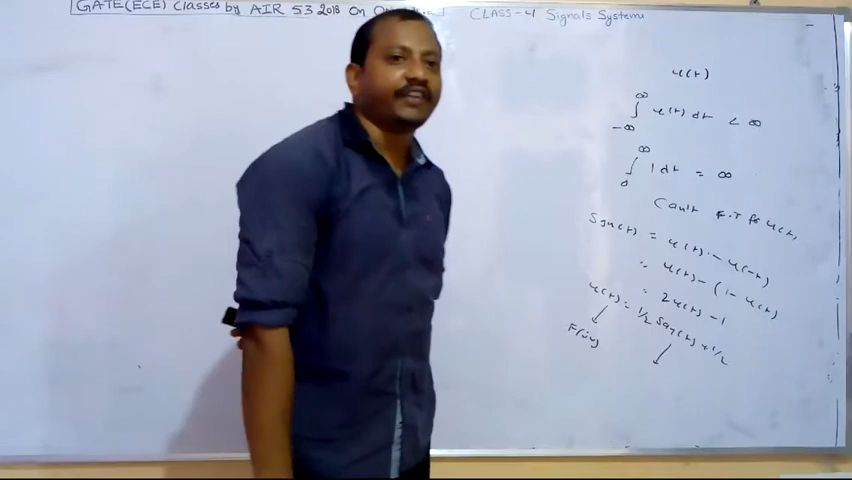 GATE(ECE) Classes by AIR 53 2018 on
CLASS-4 Signals Systems
u(t)
∞
∫ u(t) dt < ∞
-∞
∞
∫ 1 dt = ∞
0
F.T for u(t)
Sgn(t) = u(t) - u(-t)
= u(t) - (1 - u(t))
= 2u(t) - 1
u(t) = 1/2 Sgn(t) + 1/2
F(jω)